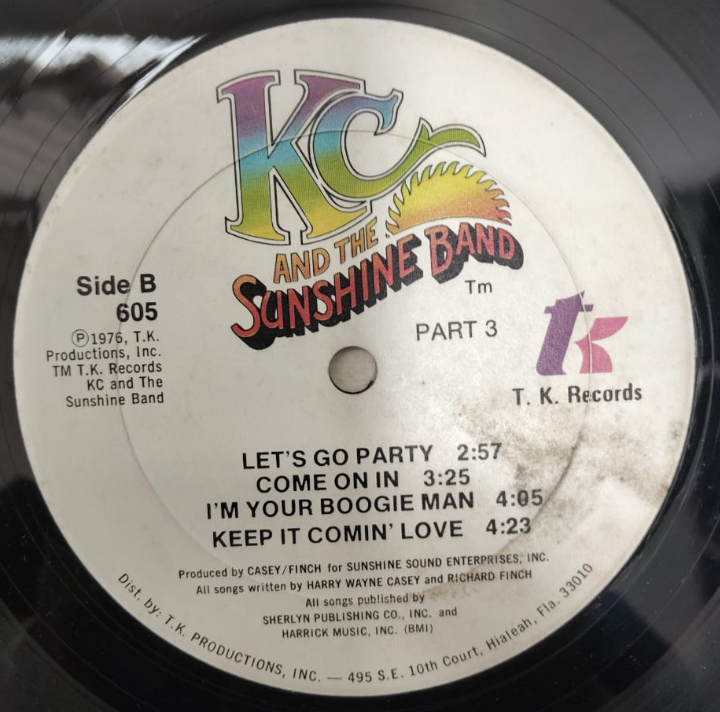 KC
AND THE
SUNSHINE BAND
Tm
Side B
605
PART 3
Ⓟ1976, T.K.
Productions, Inc.
TM T.K. Records
KC and The
Sunshine Band
tk
T. K. Records
LET'S GO PARTY 2:57
COME ON IN 3:25
I'M YOUR BOOGIE MAN 4:05
KEEP IT COMIN' LOVE 4:23
Produced by CASEY/FINCH for SUNSHINE SOUND ENTERPRISES, INC.
All songs written by HARRY WAYNE CASEY and RICHARD FINCH
All songs published by
SHERLYN PUBLISHING CO., INC. and
HARRICK MUSIC, INC. (BMI)
Dist. by: T.K. PRODUCTIONS, INC. — 495 S.E. 10th Court, Hialeah, Fla. 33010